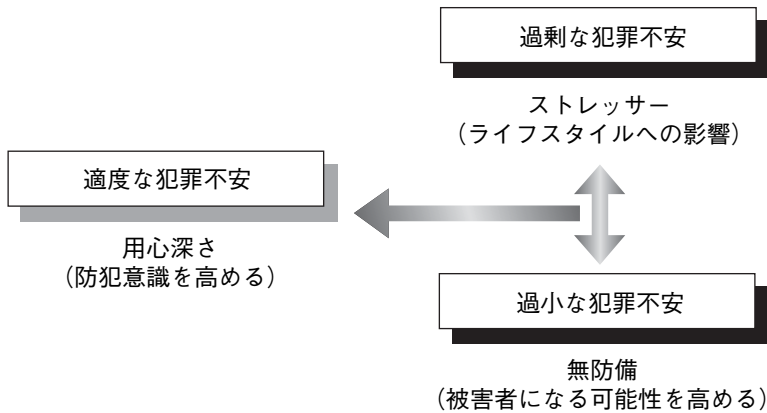 過剰な犯罪不安
ストレッサー
（ライフスタイルへの影響）
適度な犯罪不安
用心深さ
（防犯意識を高める）
過小な犯罪不安
無防備
（被害者になる可能性を高める）